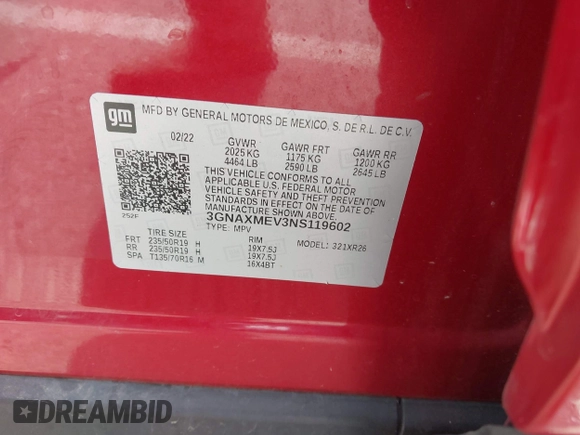 gm
MFD BY GENERAL MOTORS DE MEXICO, S. DE R.L. DE C.V.
02/22 GVWR GAWR FRT GAWR RR
2025 KG 1175 KG 1200 KG
4464 LB 2590 LB 2645 LB
THIS VEHICLE CONFORMS TO ALL
APPLICABLE U.S. FEDERAL MOTOR
VEHICLE SAFETY AND THEFT PREVENTION
STANDARDS IN EFFECT ON THE DATE
OF MANUFACTURE SHOWN ABOVE.
252F 3GNAXMEV3NS119602
TYPE: MPV MODEL: 321XR26
TIRE SIZE RIM
FRT 235/50R19 H 19X7.5J
RR 235/50R19 H 19X7.5J
SPA T135/70R16 M 16X4BT
DREAMBID